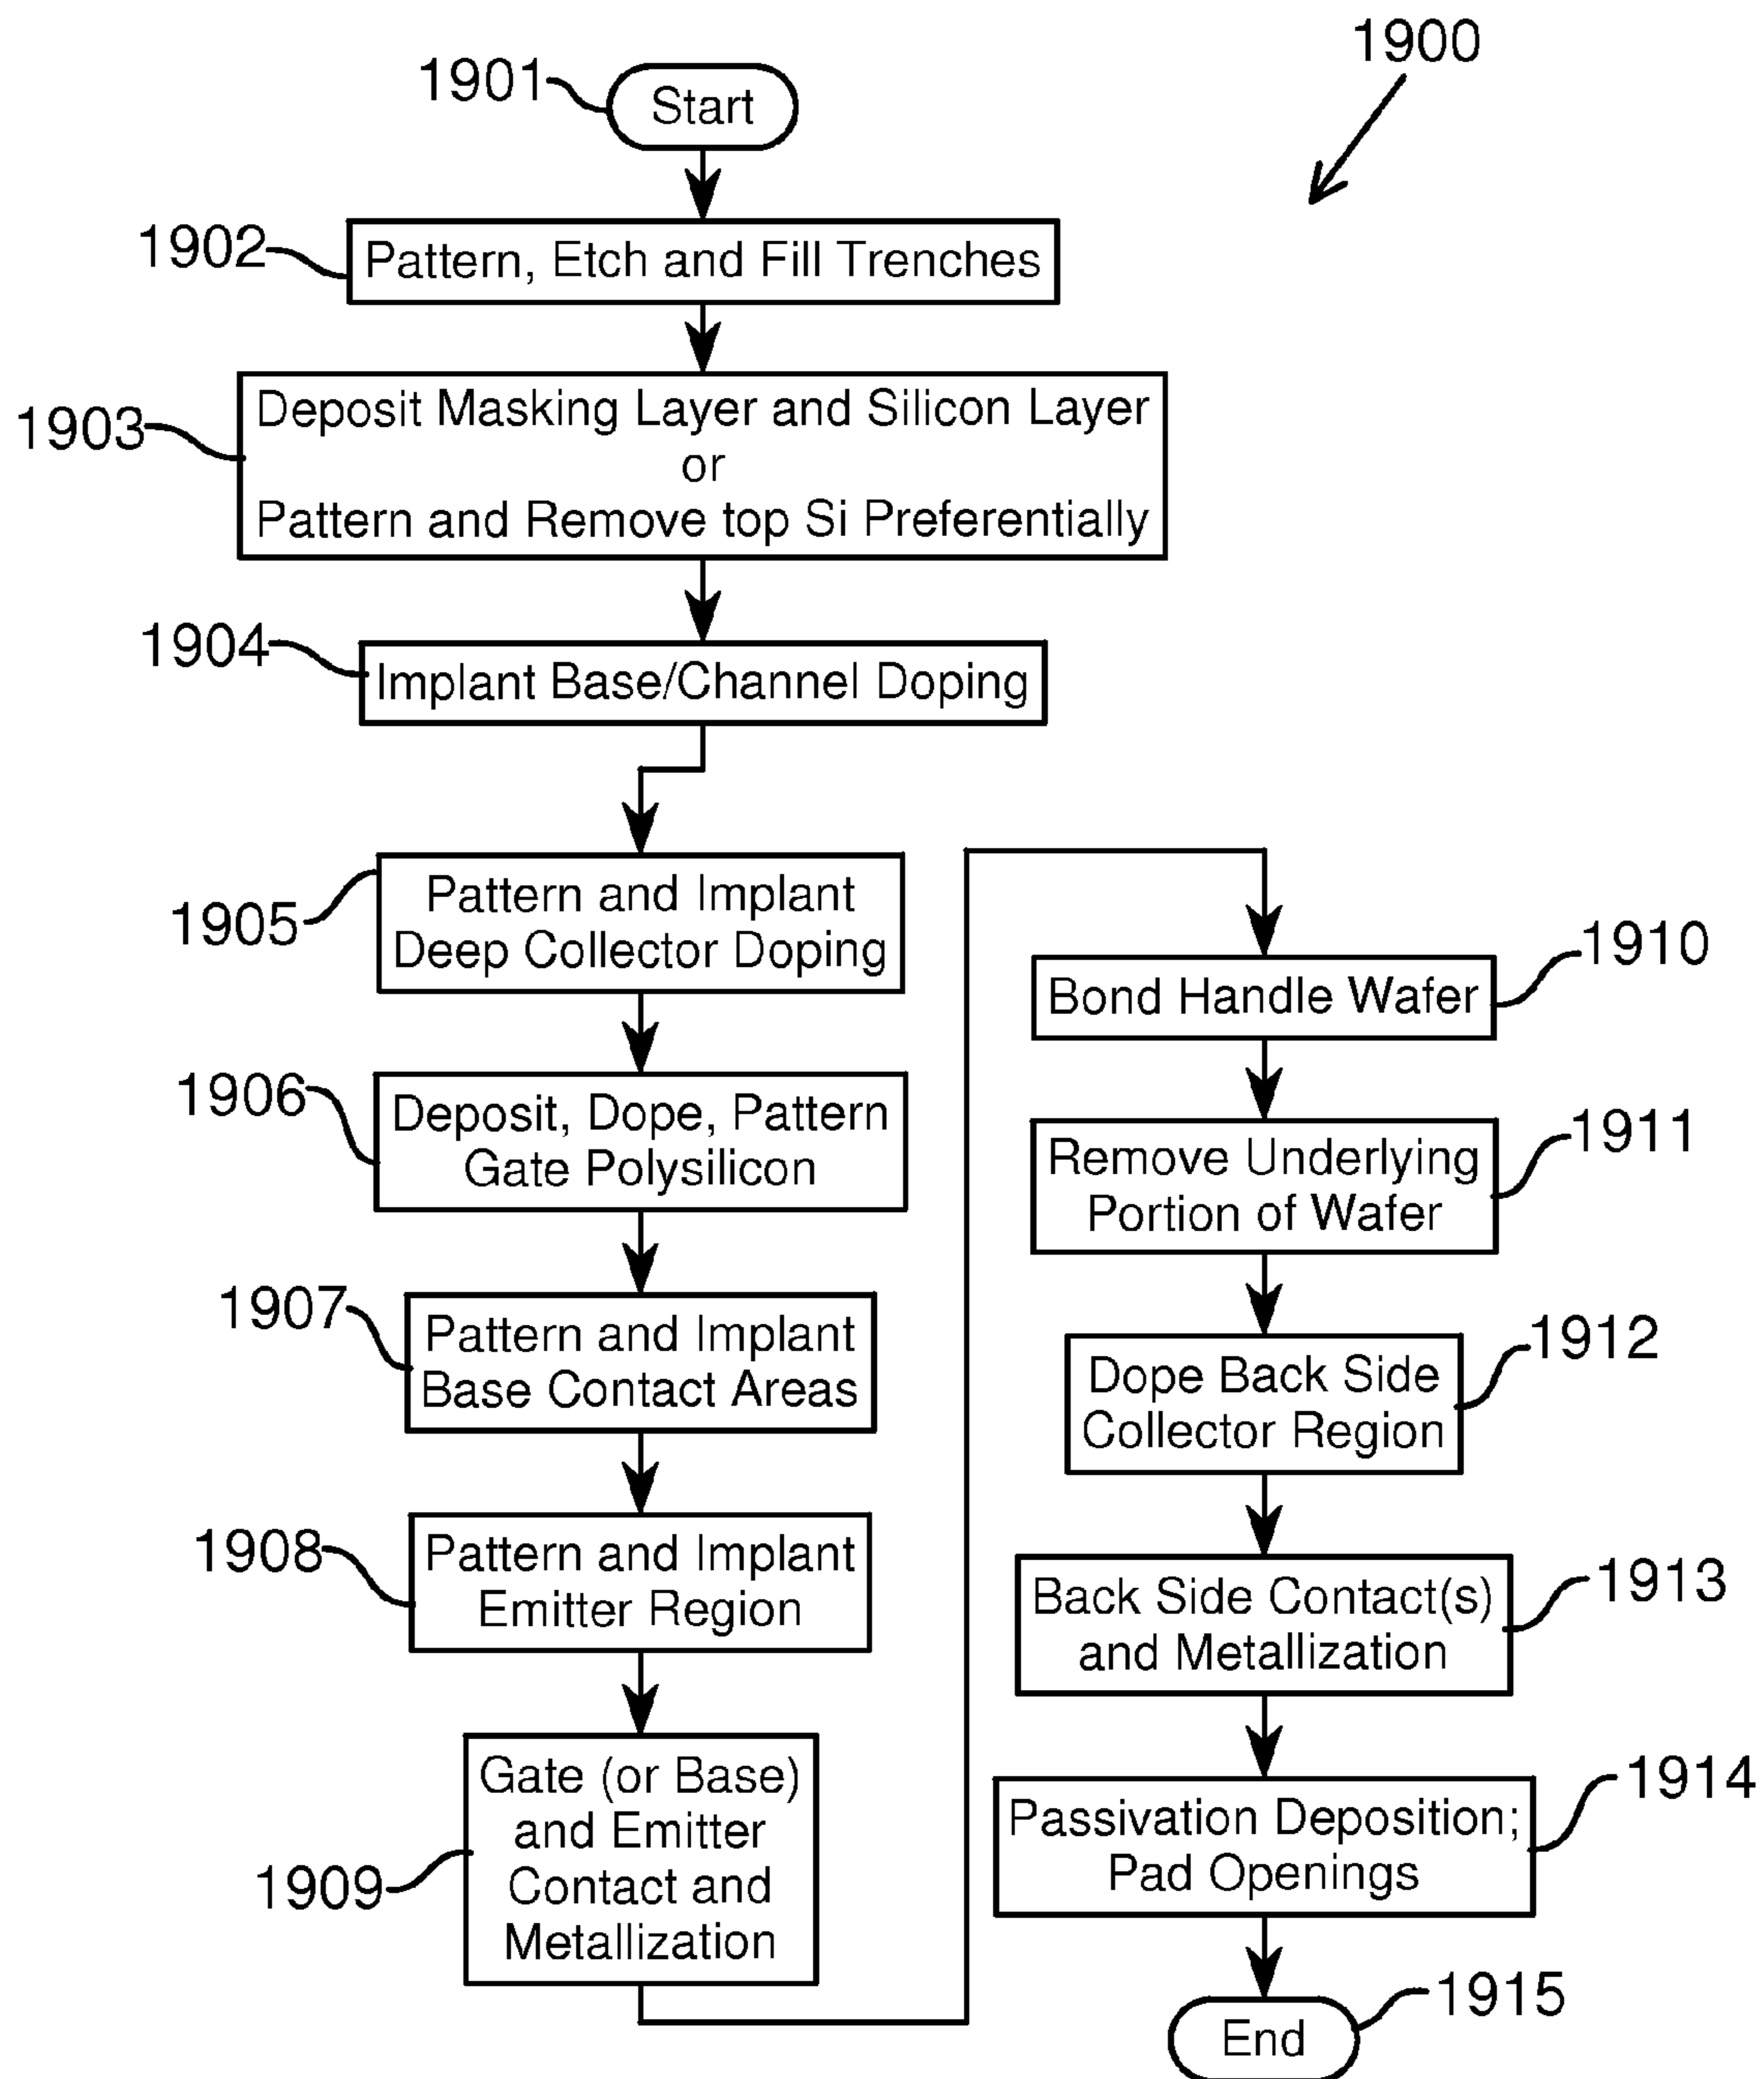 1900
1901
Start
1902
Pattern, Etch and Fill Trenches
1903
Deposit Masking Layer and Silicon Layer
or
Pattern and Remove top Si Preferentially
1904
Implant Base/Channel Doping
1905
Pattern and Implant
Deep Collector Doping
1906
Deposit, Dope, Pattern
Gate Polysilicon
1907
Pattern and Implant
Base Contact Areas
1908
Pattern and Implant
Emitter Region
1909
Gate (or Base)
and Emitter
Contact and
Metallization
1910
Bond Handle Wafer
1911
Remove Underlying
Portion of Wafer
1912
Dope Back Side
Collector Region
1913
Back Side Contact(s)
and Metallization
1914
Passivation Deposition;
Pad Openings
1915
End